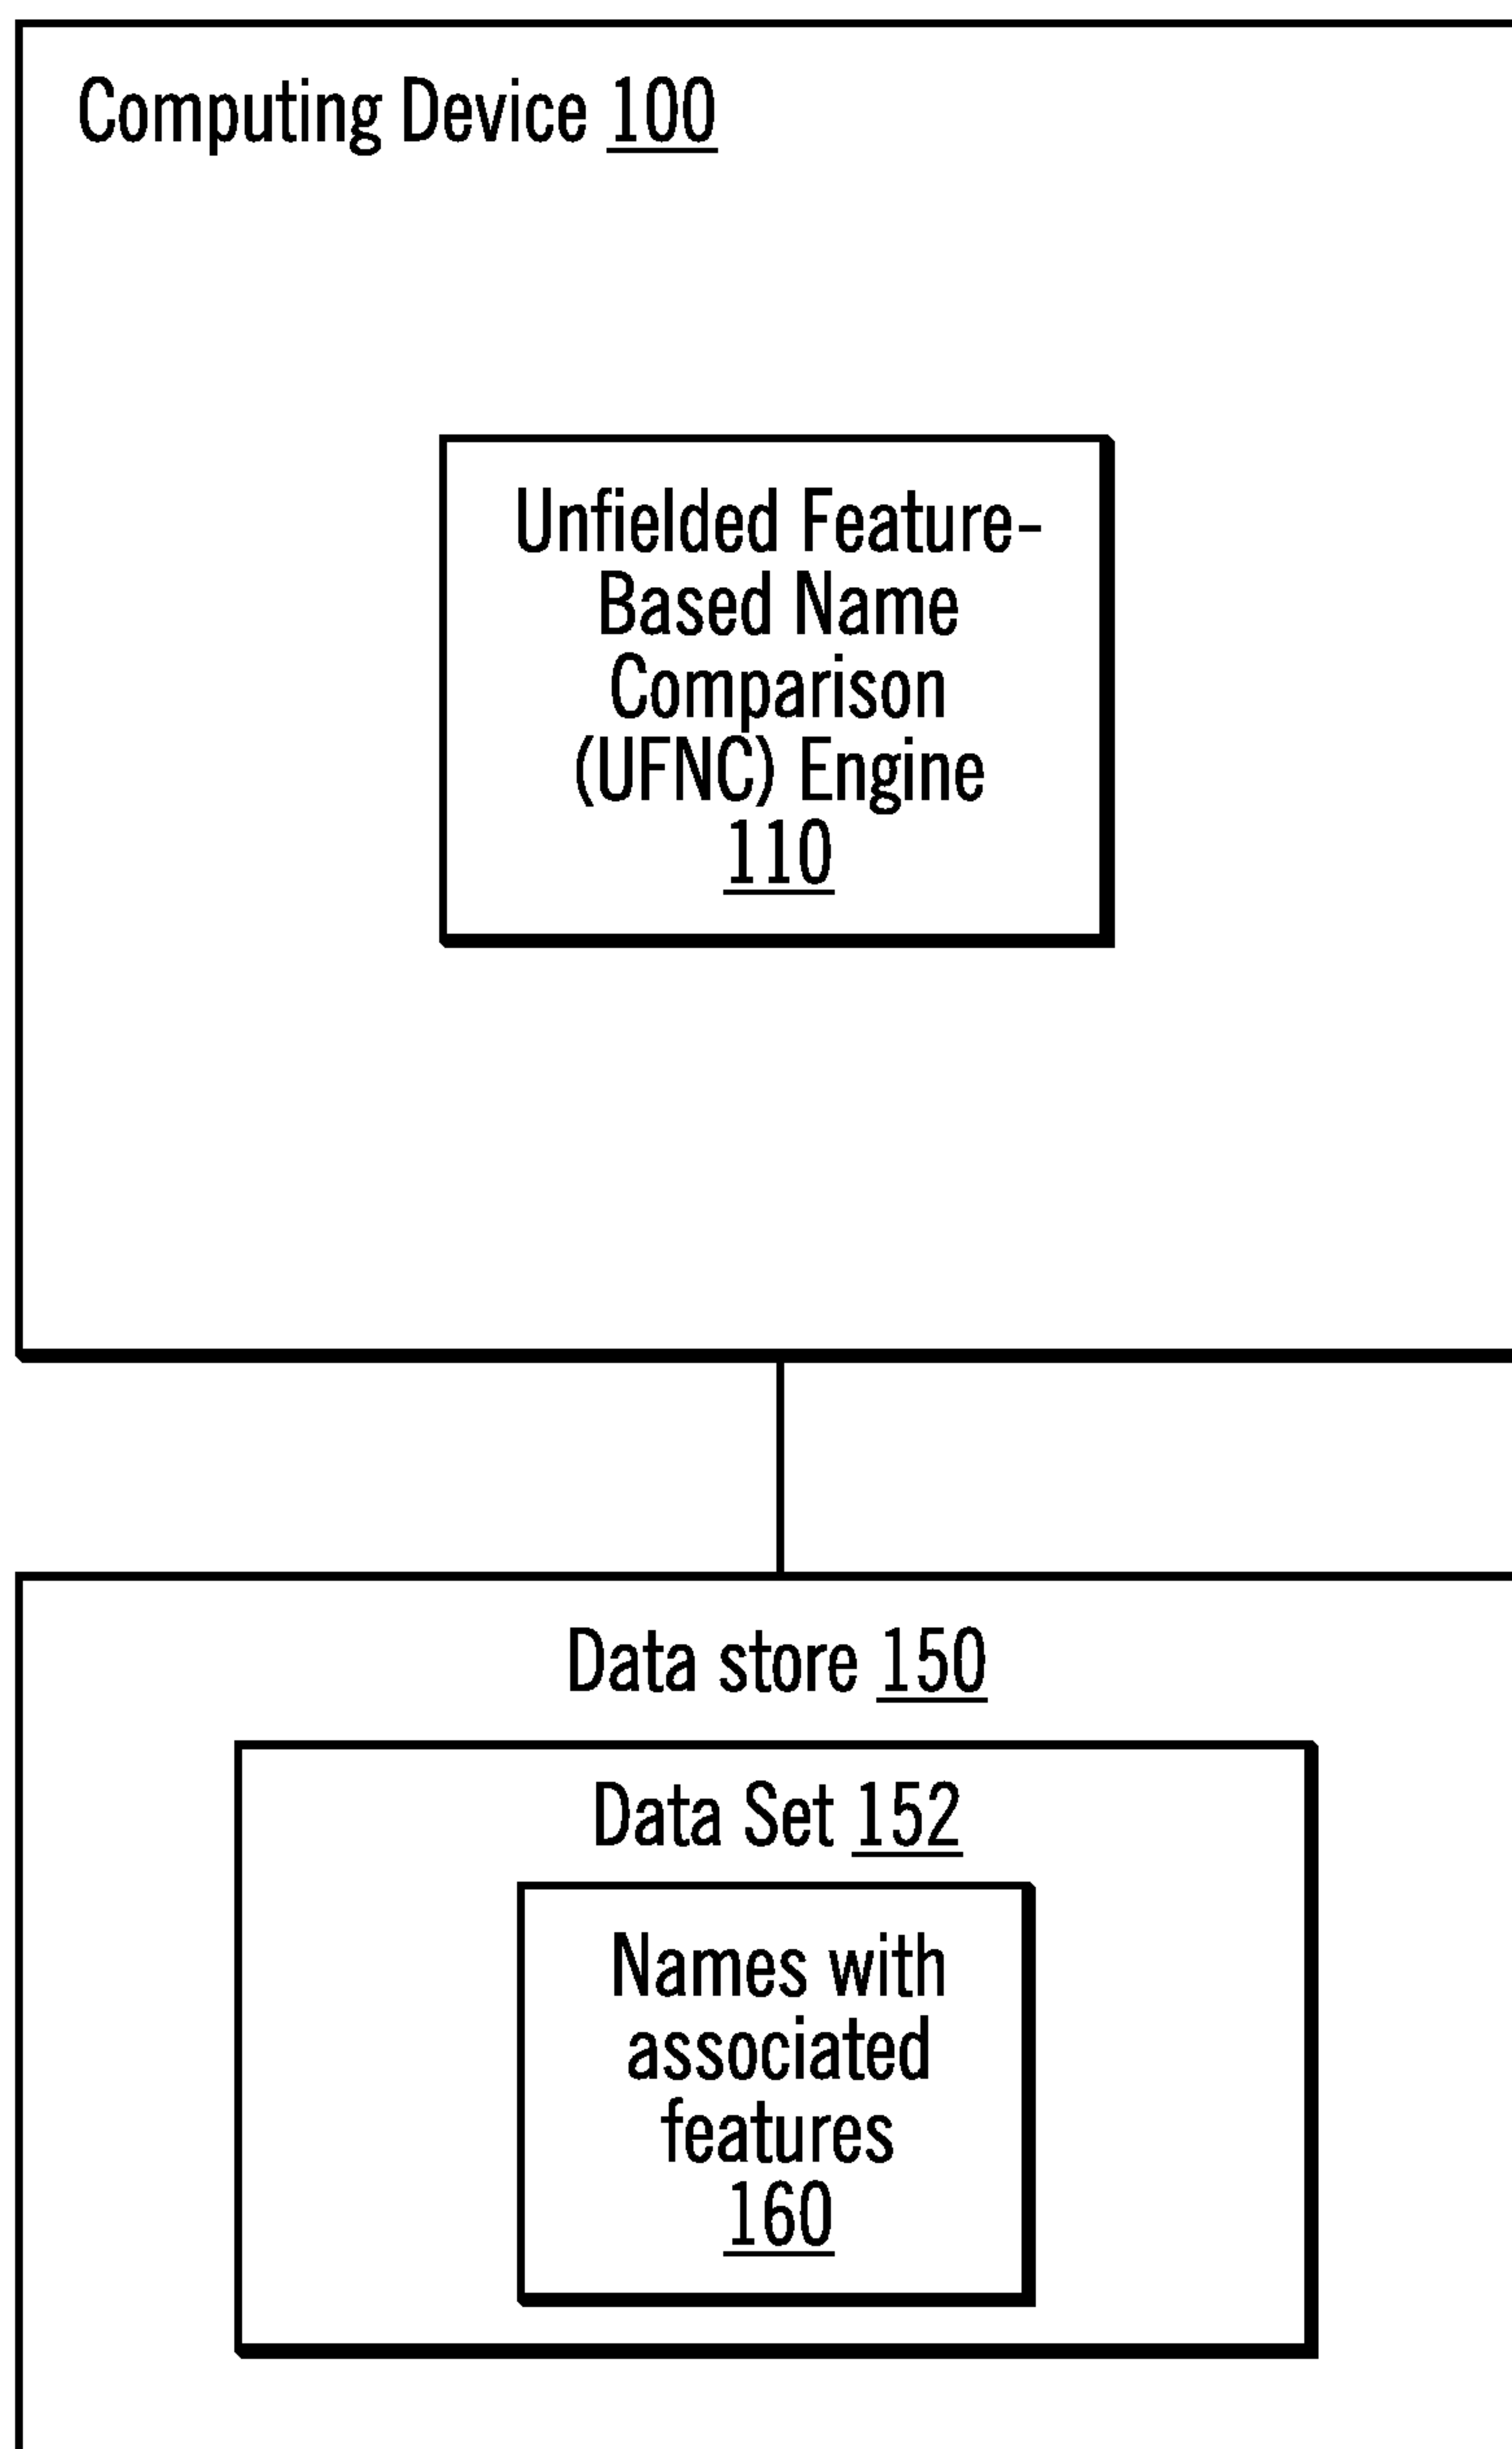 Computing Device 100
Unfielded Feature-
Based Name
Comparison
(UFNC) Engine
110
Data store 150
Data Set 152
Names with
associated
features
160